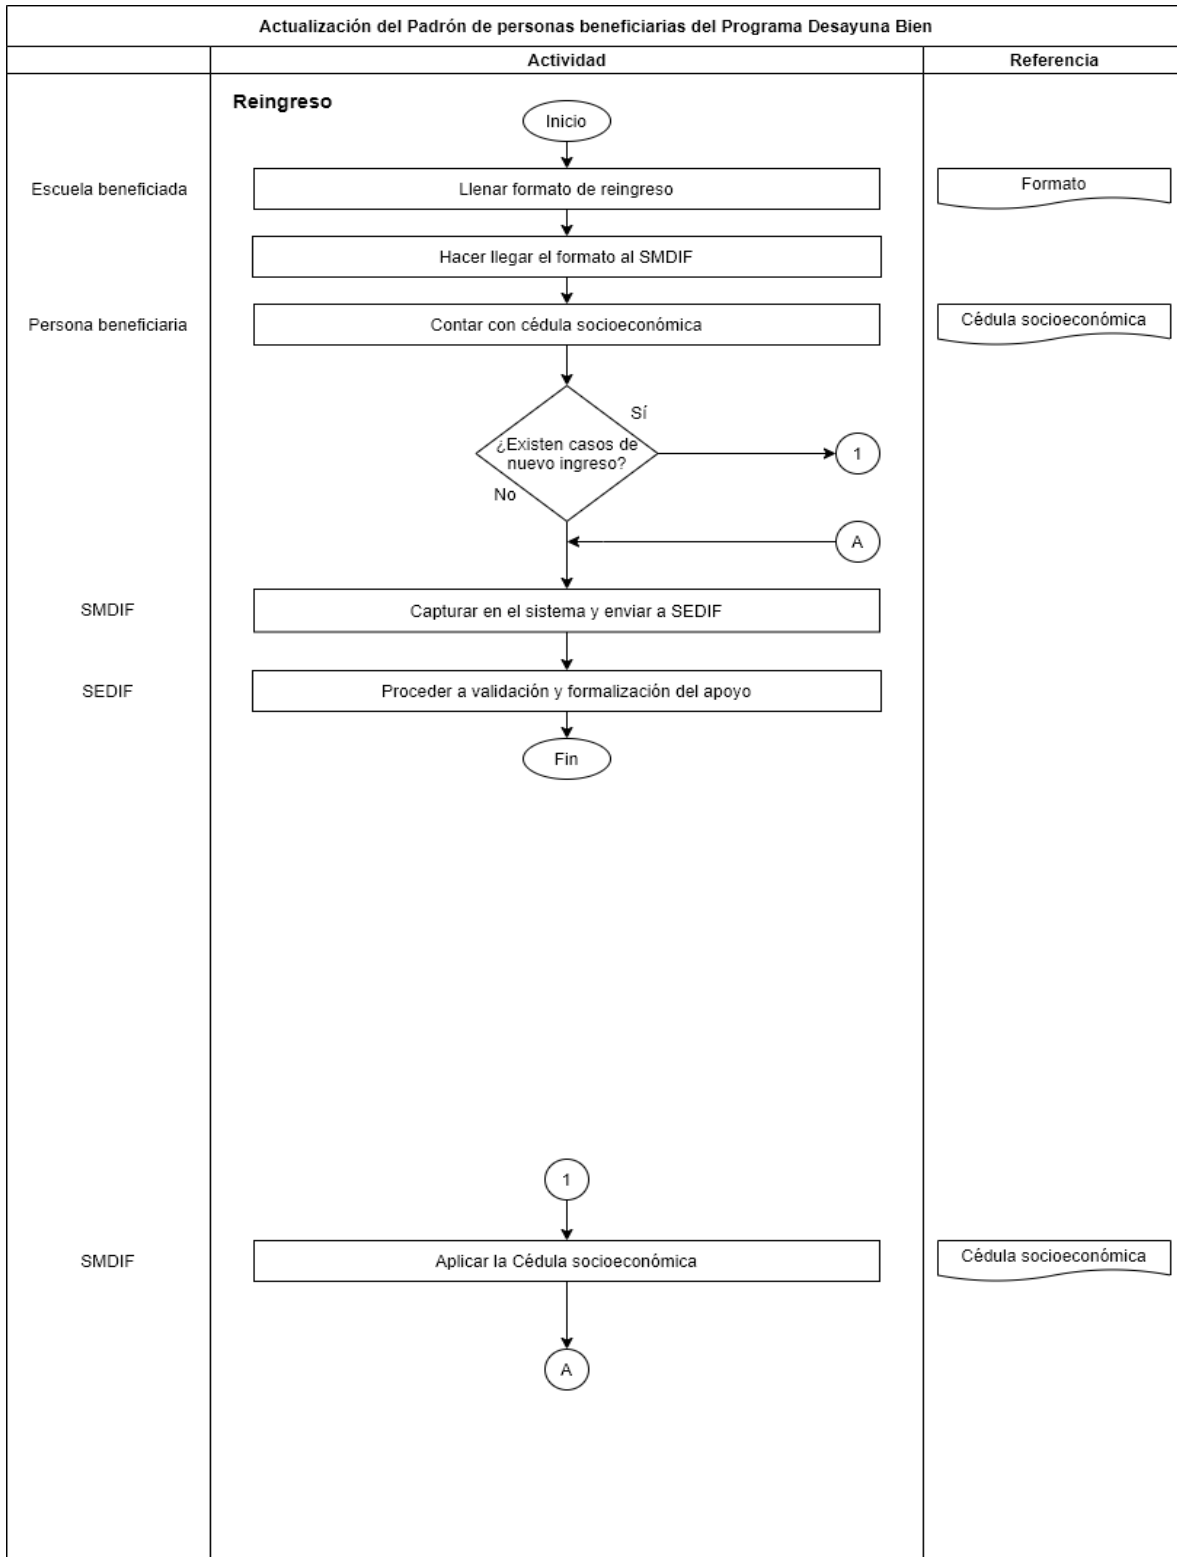 Actualización del Padrón de personas beneficiarias del Programa Desayuna Bien
Actividad
Referencia
Reingreso
Inicio
Escuela beneficiada
Llenar formato de reingreso
Formato
Hacer llegar el formato al SMDIF
Persona beneficiaria
Contar con cédula socioeconómica
Cédula socioeconómica
Sí
¿Existen casos de
nuevo ingreso?
1
No
A
SMDIF
Capturar en el sistema y enviar a SEDIF
SEDIF
Proceder a validación y formalización del apoyo
Fin
1
SMDIF
Aplicar la Cédula socioeconómica
Cédula socioeconómica
A